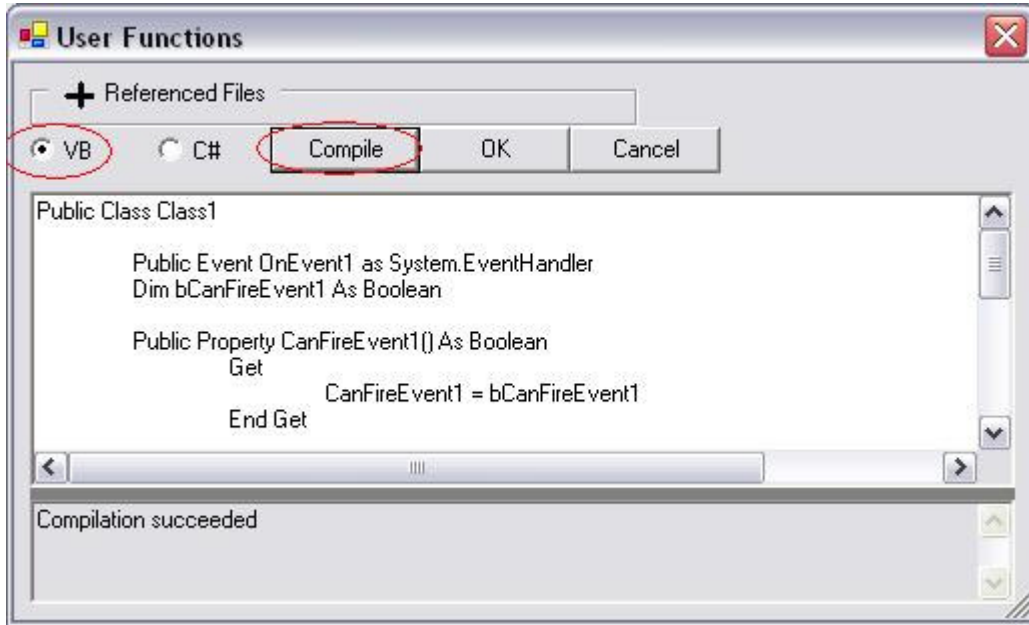 User Functions
Referenced Files
VB C# Compile OK Cancel
Public Class Class1
Public Event OnEvent1 as System.EventHandler
Dim bCanFireEvent1 As Boolean
Public Property CanFireEvent1() As Boolean
Get
CanFireEvent1 = bCanFireEvent1
End Get
Compilation succeeded